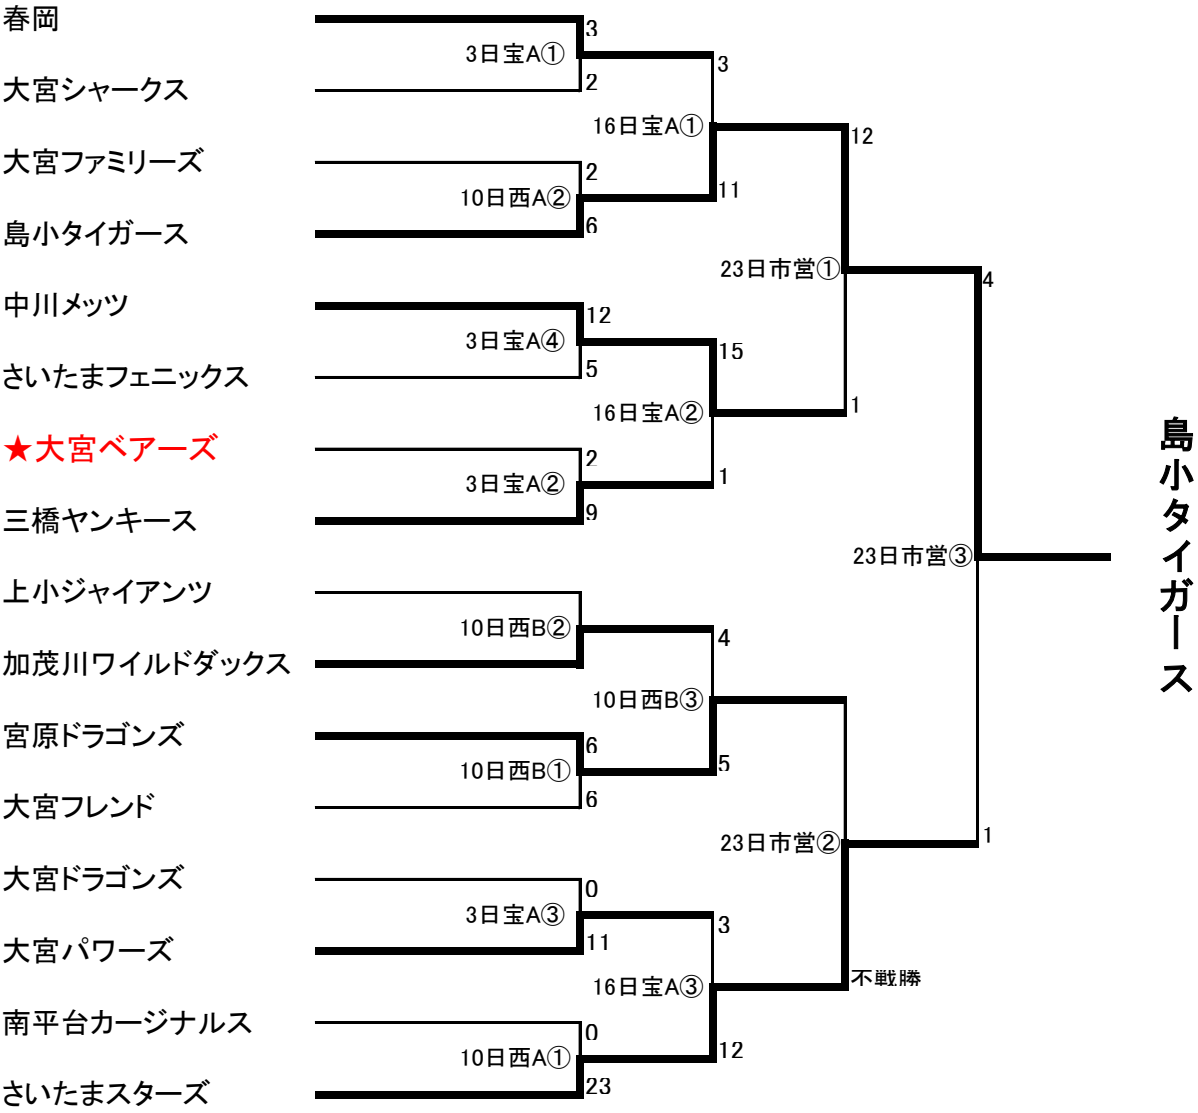 春岡
3
3日宝A①
3
大宮シャークス
2
16日宝A①
12
大宮ファミリーズ
2
10日西A②
11
島小タイガース
6
23日市営①
4
中川メッツ
12
3日宝A④
15
さいたまフェニックス
5
16日宝A②
1
★大宮ベアーズ
2
3日宝A②
1
三橋ヤンキース
9
23日市営③
島小タイガース
上小ジャイアンツ
10日西B②
4
加茂川ワイルドダックス
10日西B③
宮原ドラゴンズ
6
10日西B①
5
大宮フレンド
6
23日市営②
1
大宮ドラゴンズ
0
3日宝A③
3
大宮パワーズ
11
16日宝A③
不戦勝
南平台カージナルス
0
10日西A①
12
さいたまスターズ
23